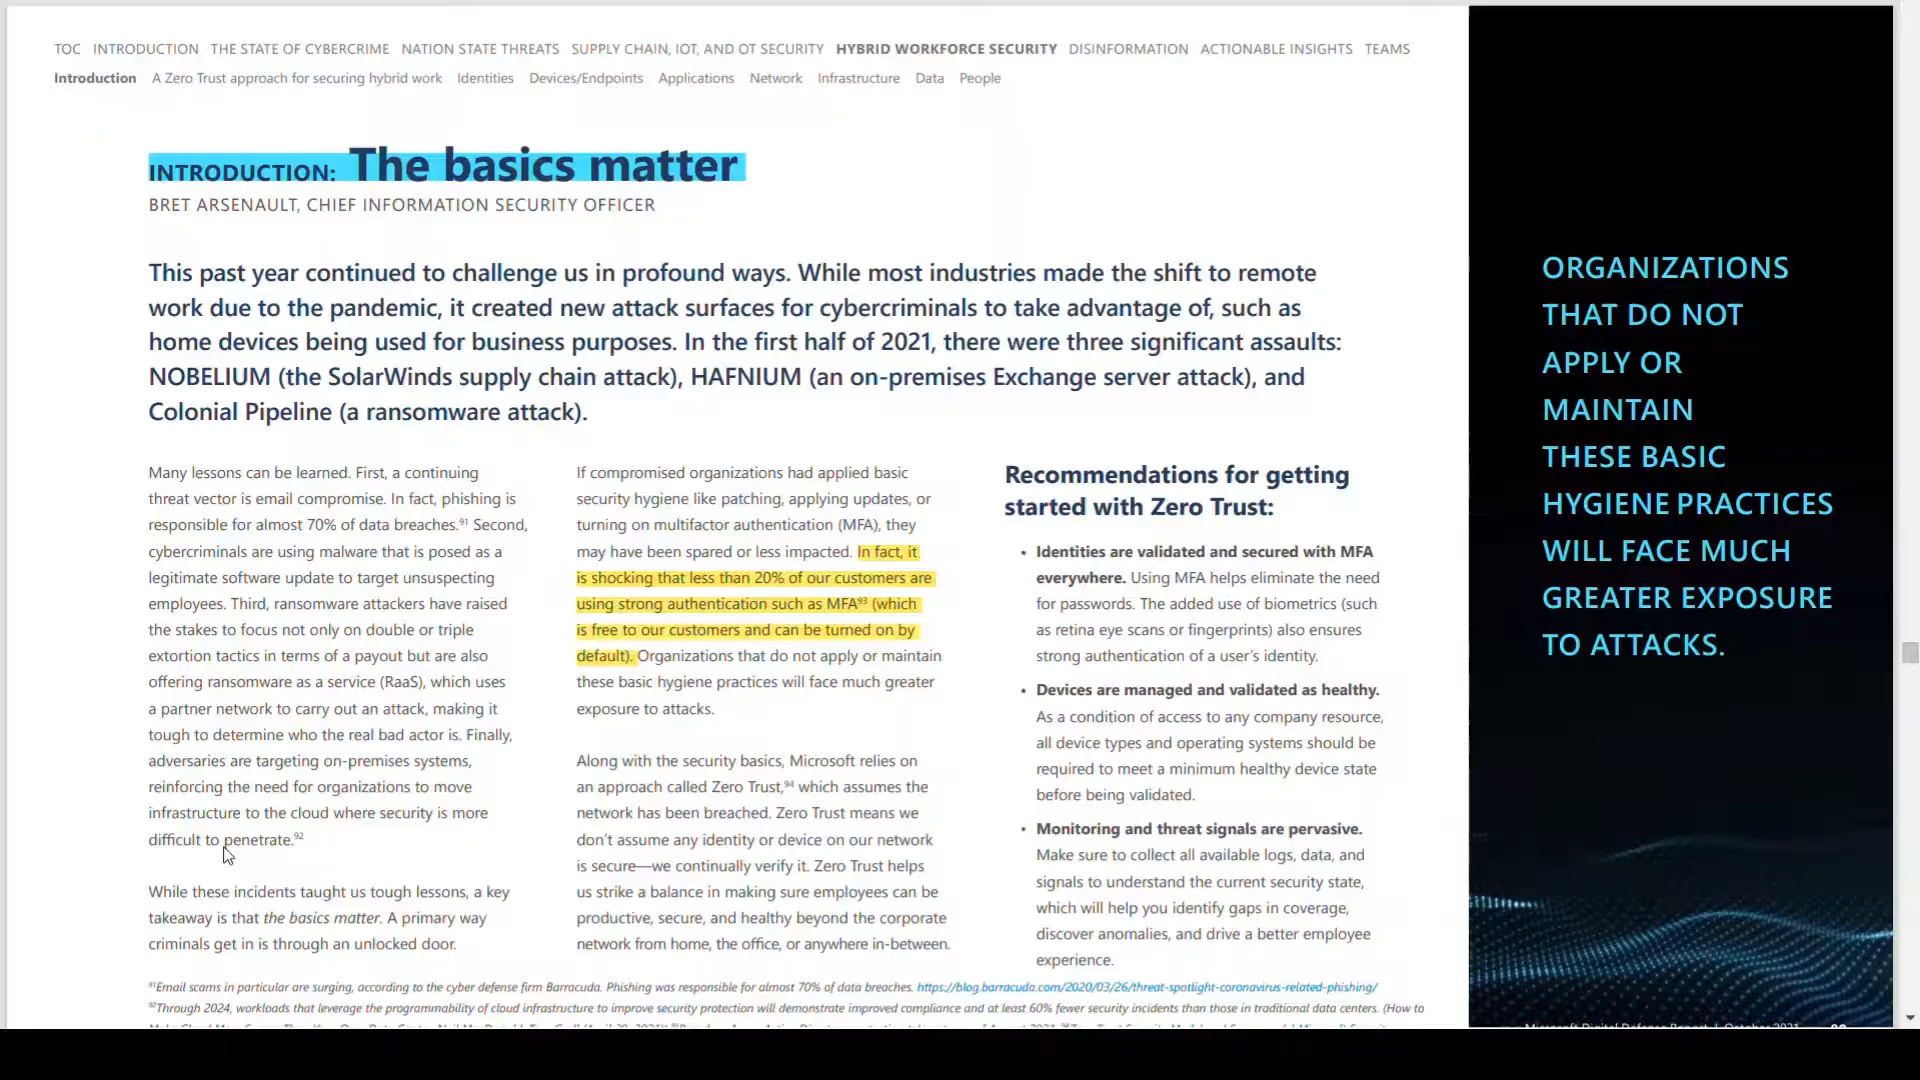 TOC INTRODUCTION THE STATE OF CYBERCRIME NATION STATE THREATS SUPPLY CHAIN, IOT, AND OT SECURITY HYBRID WORKFORCE SECURITY DISINFORMATION ACTIONABLE INSIGHTS TEAMS
Introduction A Zero Trust approach for securing hybrid work Identities Devices/Endpoints Applications Network Infrastructure Data People
INTRODUCTION: The basics matter
BRET ARSENAULT, CHIEF INFORMATION SECURITY OFFICER
This past year continued to challenge us in profound ways. While most industries made the shift to remote
work due to the pandemic, it created new attack surfaces for cybercriminals to take advantage of, such as
home devices being used for business purposes. In the first half of 2021, there were three significant assaults:
NOBELIUM (the SolarWinds supply chain attack), HAFNIUM (an on-premises Exchange server attack), and
Colonial Pipeline (a ransomware attack).
Many lessons can be learned. First, a continuing
threat vector is email compromise. In fact, phishing is
responsible for almost 70% of data breaches.⁹¹ Second,
cybercriminals are using malware that is posed as a
legitimate software update to target unsuspecting
employees. Third, ransomware attackers have raised
the stakes to focus not only on double or triple
extortion tactics in terms of a payout but are also
offering ransomware as a service (RaaS), which uses
a partner network to carry out an attack, making it
tough to determine who the real bad actor is. Finally,
adversaries are targeting on-premises systems,
reinforcing the need for organizations to move
infrastructure to the cloud where security is more
difficult to penetrate.⁹²
While these incidents taught us tough lessons, a key
takeaway is that the basics matter. A primary way
criminals get in is through an unlocked door.
If compromised organizations had applied basic
security hygiene like patching, applying updates, or
turning on multifactor authentication (MFA), they
may have been spared or less impacted. In fact, it
is shocking that less than 20% of our customers are
using strong authentication such as MFA⁹³ (which
is free to our customers and can be turned on by
default). Organizations that do not apply or maintain
these basic hygiene practices will face much greater
exposure to attacks.
Along with the security basics, Microsoft relies on
an approach called Zero Trust,⁹⁴ which assumes the
network has been breached. Zero Trust means we
don't assume any identity or device on our network
is secure—we continually verify it. Zero Trust helps
us strike a balance in making sure employees can be
productive, secure, and healthy beyond the corporate
network from home, the office, or anywhere in-between.
Recommendations for getting
started with Zero Trust:
• Identities are validated and secured with MFA
everywhere. Using MFA helps eliminate the need
for passwords. The added use of biometrics (such
as retina eye scans or fingerprints) also ensures
strong authentication of a user's identity.
• Devices are managed and validated as healthy.
As a condition of access to any company resource,
all device types and operating systems should be
required to meet a minimum healthy device state
before being validated.
• Monitoring and threat signals are pervasive.
Make sure to collect all available logs, data, and
signals to understand the current security state,
which will help you identify gaps in coverage,
discover anomalies, and drive a better employee
experience.
⁹¹Email scams in particular are surging, according to the cyber defense firm Barracuda. Phishing was responsible for almost 70% of data breaches. https://blog.barracuda.com/2020/03/26/threat-spotlight-coronavirus-related-phishing/
⁹²Through 2024, workloads that leverage the programmability of cloud infrastructure to improve security protection will demonstrate improved compliance and at least 60% fewer security incidents than those in traditional data centers. (How to
ORGANIZATIONS
THAT DO NOT
APPLY OR
MAINTAIN
THESE BASIC
HYGIENE PRACTICES
WILL FACE MUCH
GREATER EXPOSURE
TO ATTACKS.
Microsoft Digital Defense Report | October 2021